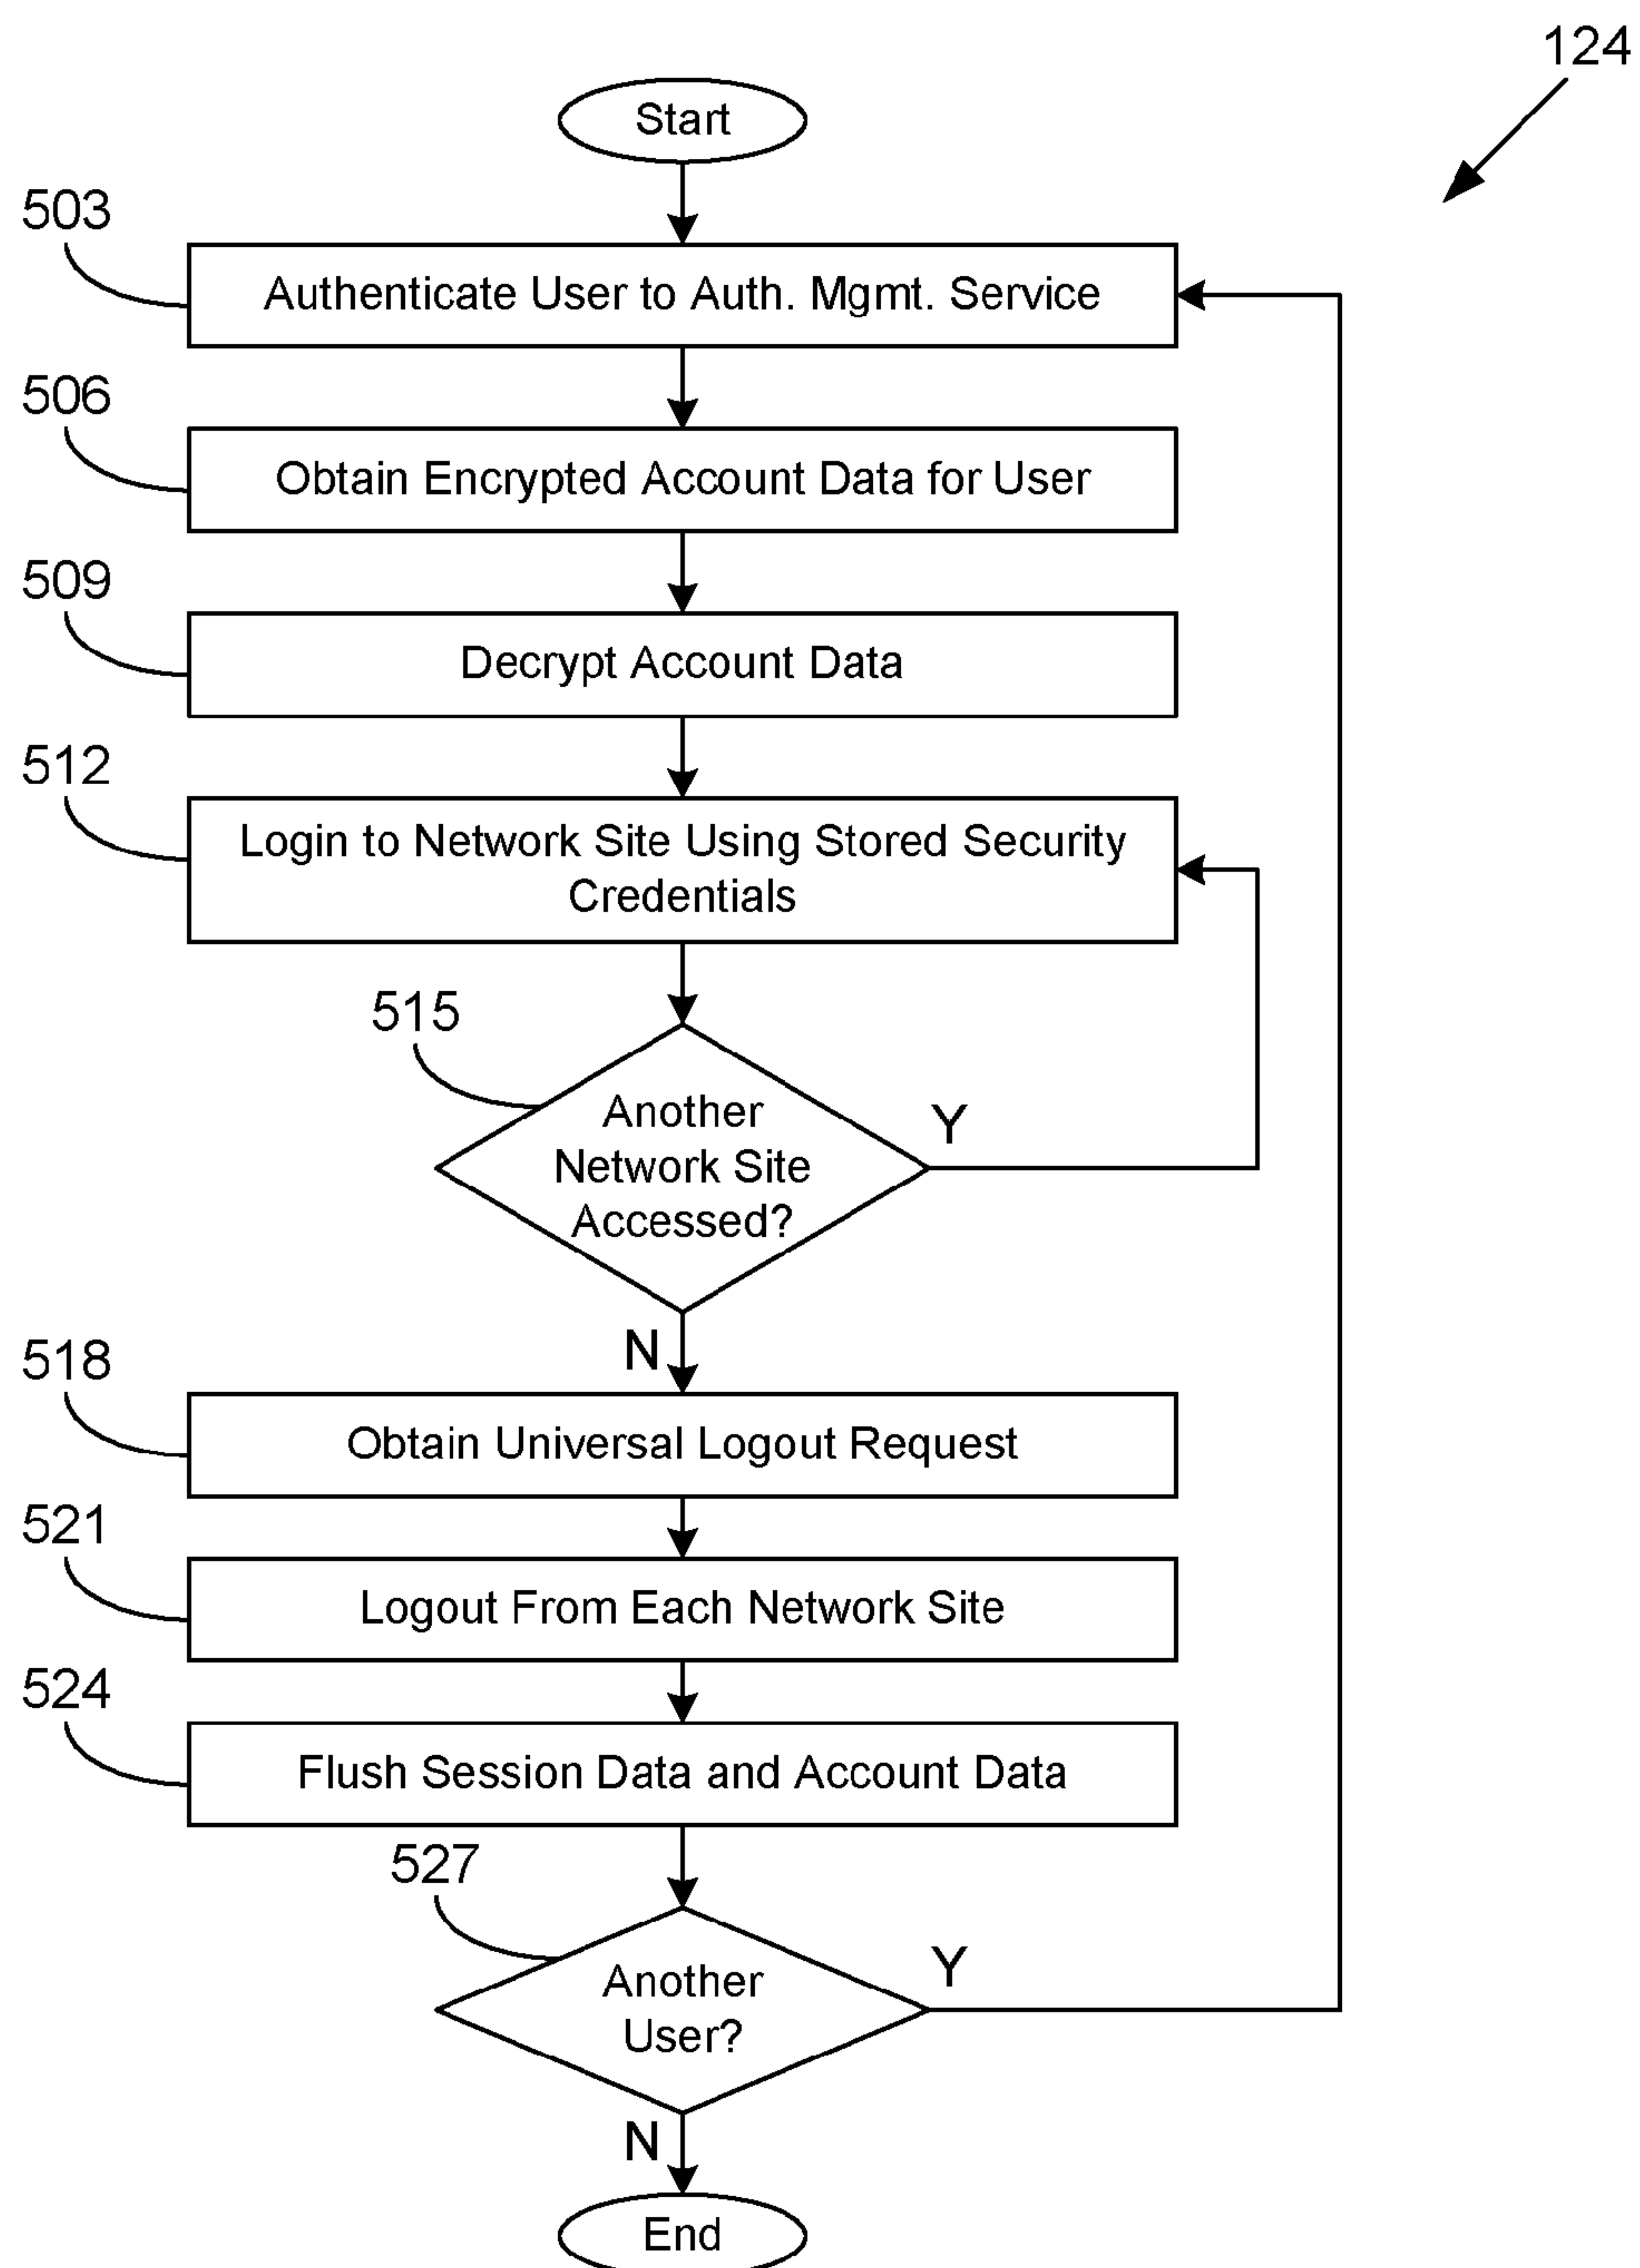 124
Start
503
Authenticate User to Auth. Mgmt. Service
506
Obtain Encrypted Account Data for User
509
Decrypt Account Data
512
Login to Network Site Using Stored Security
Credentials
515
Another
Network Site
Accessed?
Y
N
518
Obtain Universal Logout Request
521
Logout From Each Network Site
524
Flush Session Data and Account Data
527
Another
User?
Y
N
End